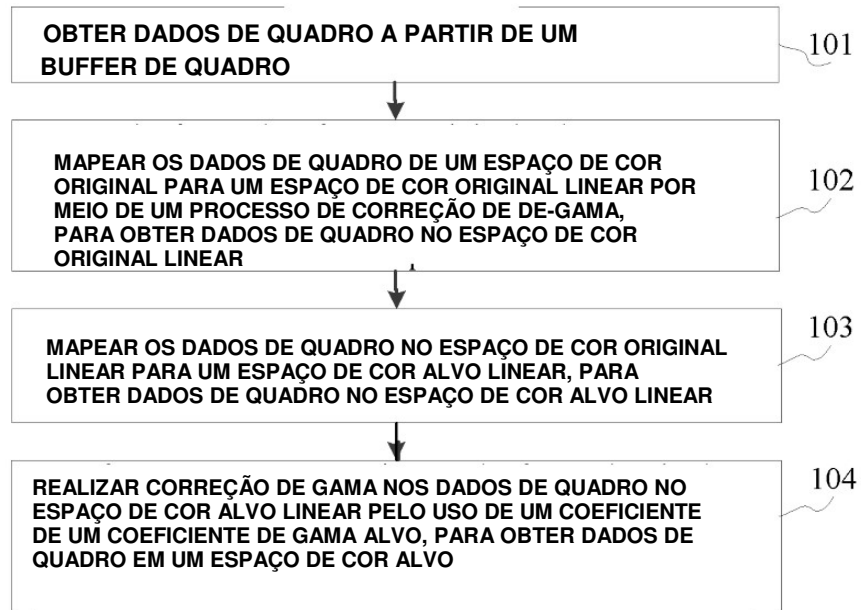 OBTER DADOS DE QUADRO A PARTIR DE UM
BUFFER DE QUADRO
101
MAPEAR OS DADOS DE QUADRO DE UM ESPAÇO DE COR
ORIGINAL PARA UM ESPAÇO DE COR ORIGINAL LINEAR POR
MEIO DE UM PROCESSO DE CORREÇÃO DE DE-GAMA,
PARA OBTER DADOS DE QUADRO NO ESPAÇO DE COR
ORIGINAL LINEAR
102
MAPEAR OS DADOS DE QUADRO NO ESPAÇO DE COR ORIGINAL
LINEAR PARA UM ESPAÇO DE COR ALVO LINEAR, PARA
OBTER DADOS DE QUADRO NO ESPAÇO DE COR ALVO LINEAR
103
REALIZAR CORREÇÃO DE GAMA NOS DADOS DE QUADRO NO
ESPAÇO DE COR ALVO LINEAR PELO USO DE UM COEFICIENTE
DE UM COEFICIENTE DE GAMA ALVO, PARA OBTER DADOS DE
QUADRO EM UM ESPAÇO DE COR ALVO
104